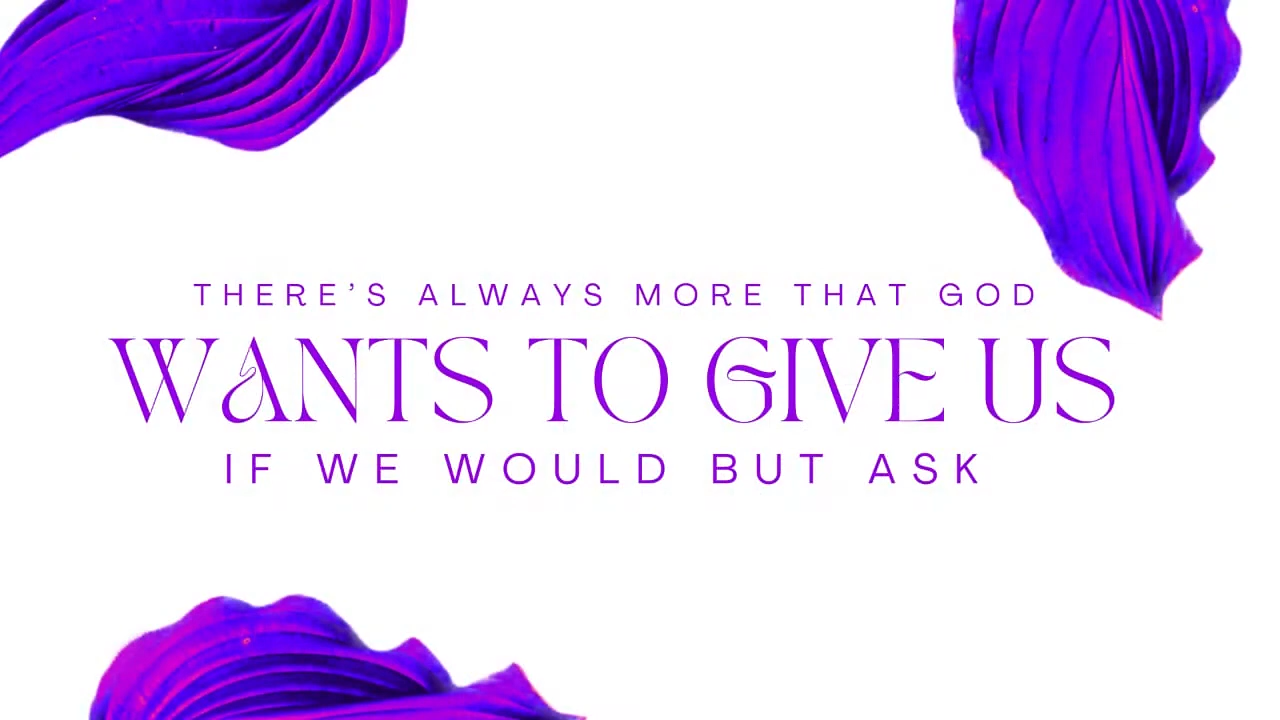 THERE’S ALWAYS MORE THAT GOD
WANTS TO GIVE US
IF WE WOULD BUT ASK